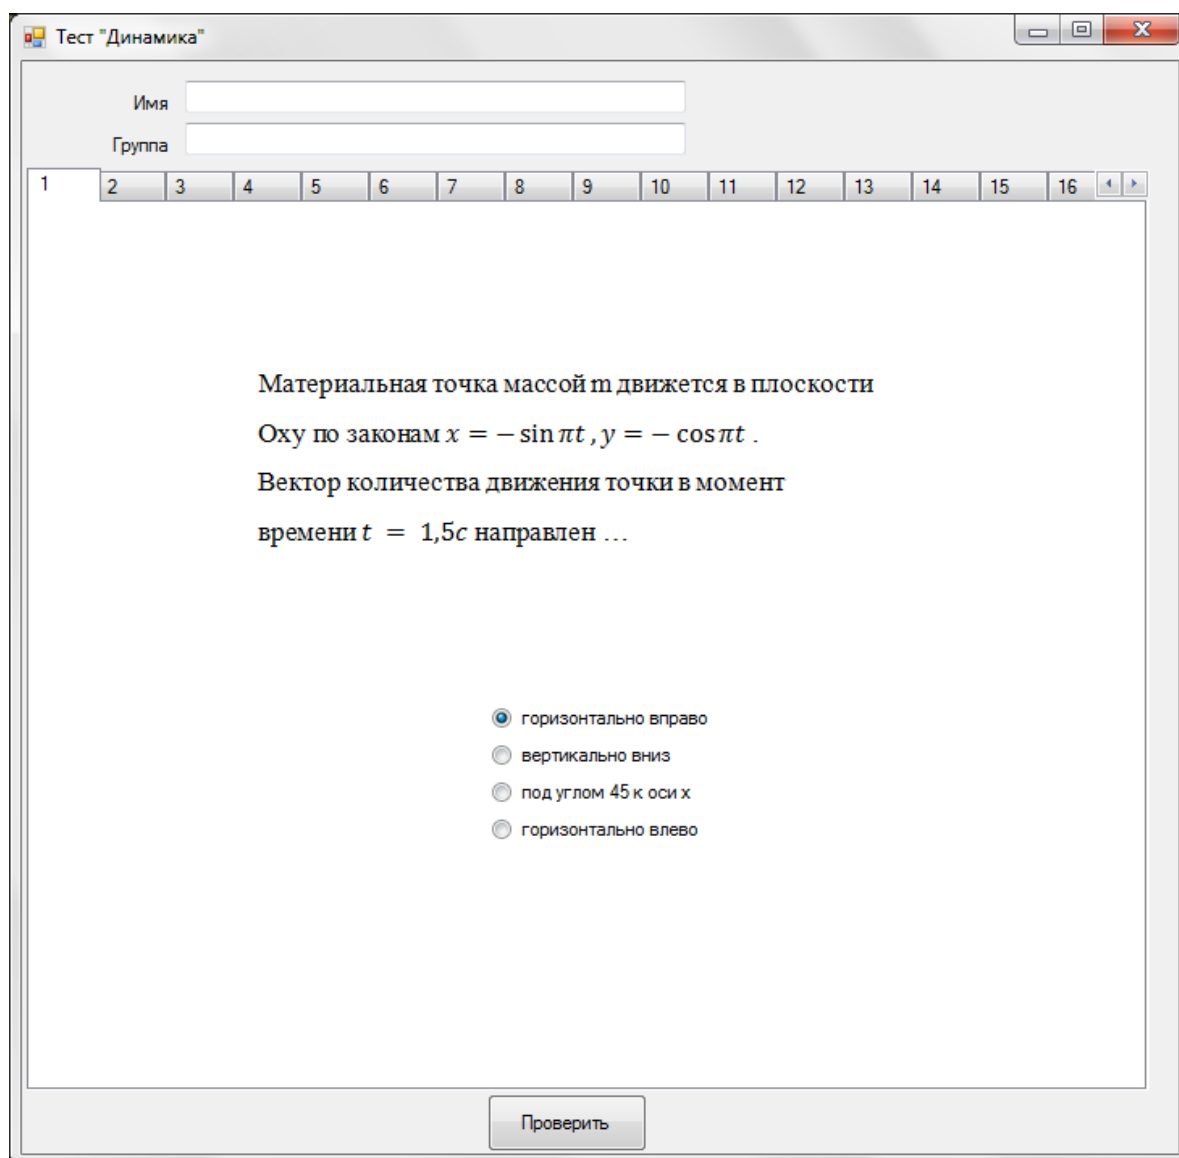 Тест "Динамика"
Имя
Группа
1 2 3 4 5 6 7 8 9 10 11 12 13 14 15 16
Материальная точка массой m движется в плоскости
Оху по законам x = − sin πt , y = − cos πt .
Вектор количества движения точки в момент
времени t = 1,5c направлен …
горизонтально вправо
вертикально вниз
под углом 45 к оси х
горизонтально влево
Проверить